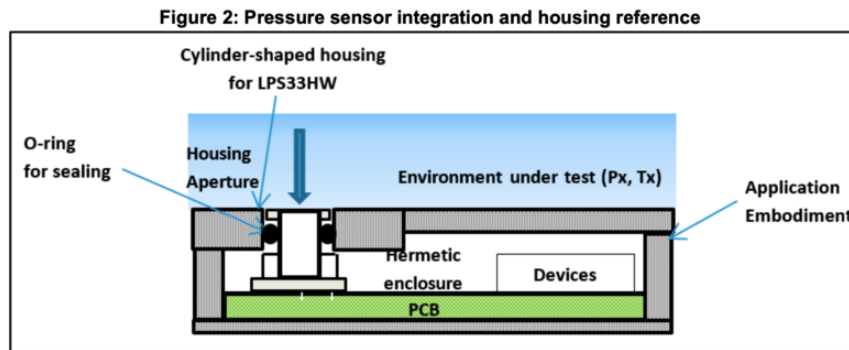 Figure 2: Pressure sensor integration and housing reference
Cylinder-shaped housing
for LPS33HW
O-ring
for sealing
Housing
Aperture
Environment under test (Px, Tx)
Application
Embodiment
Hermetic
enclosure
Devices
PCB